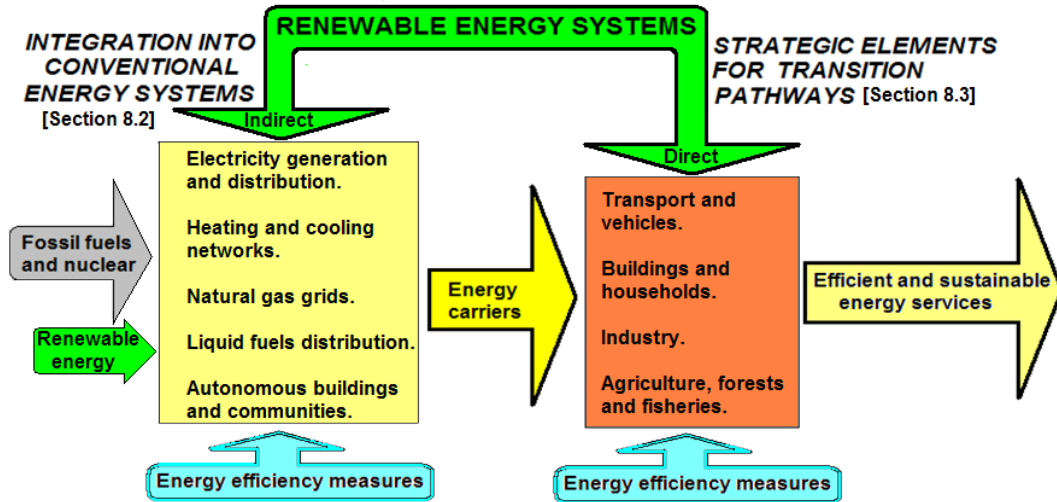 RENEWABLE ENERGY SYSTEMS
INTEGRATION INTO
CONVENTIONAL
ENERGY SYSTEMS
[Section 8.2]
STRATEGIC ELEMENTS
FOR TRANSITION
PATHWAYS [Section 8.3]
Indirect
Direct
Fossil fuels
and nuclear
Renewable
energy
Electricity generation
and distribution.
Heating and cooling
networks.
Natural gas grids.
Liquid fuels distribution.
Autonomous buildings
and communities.
Energy
carriers
Transport and
vehicles.
Buildings and
households.
Industry.
Agriculture, forests
and fisheries.
Efficient and sustainable
energy services
Energy efficiency measures
Energy efficiency measures